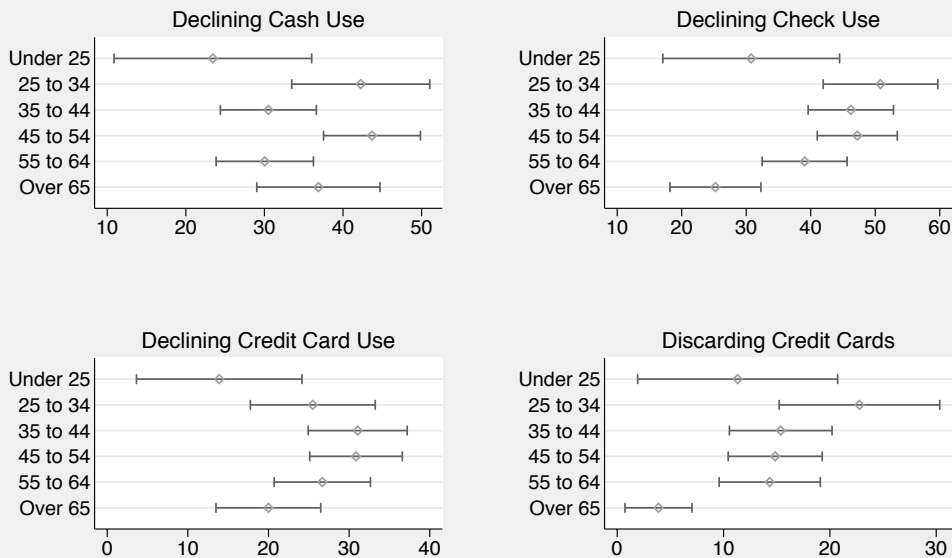 Declining Cash Use
Under 25
25 to 34
35 to 44
45 to 54
55 to 64
Over 65
10 20 30 40 50
Declining Check Use
Under 25
25 to 34
35 to 44
45 to 54
55 to 64
Over 65
10 20 30 40 50 60
Declining Credit Card Use
Under 25
25 to 34
35 to 44
45 to 54
55 to 64
Over 65
0 10 20 30 40
Discarding Credit Cards
Under 25
25 to 34
35 to 44
45 to 54
55 to 64
Over 65
0 10 20 30